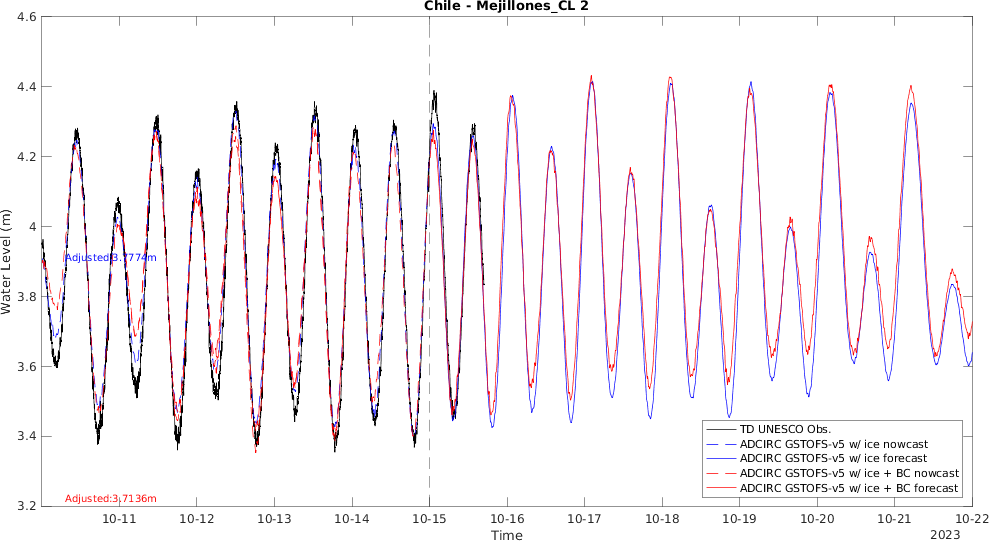 Chile - Mejillones_CL 2
4.6
4.4
4.2
4
3.8
3.6
3.4
3.2
Water Level (m)
Adjusted:3.7774m
Adjusted:3.7136m
TD UNESCO Obs.
ADCIRC GSTOFS-v5 w/ ice nowcast
ADCIRC GSTOFS-v5 w/ ice forecast
ADCIRC GSTOFS-v5 w/ ice + BC nowcast
ADCIRC GSTOFS-v5 w/ ice + BC forecast
10-11 10-12 10-13 10-14 10-15 10-16 10-17 10-18 10-19 10-20 10-21 10-22
Time
2023